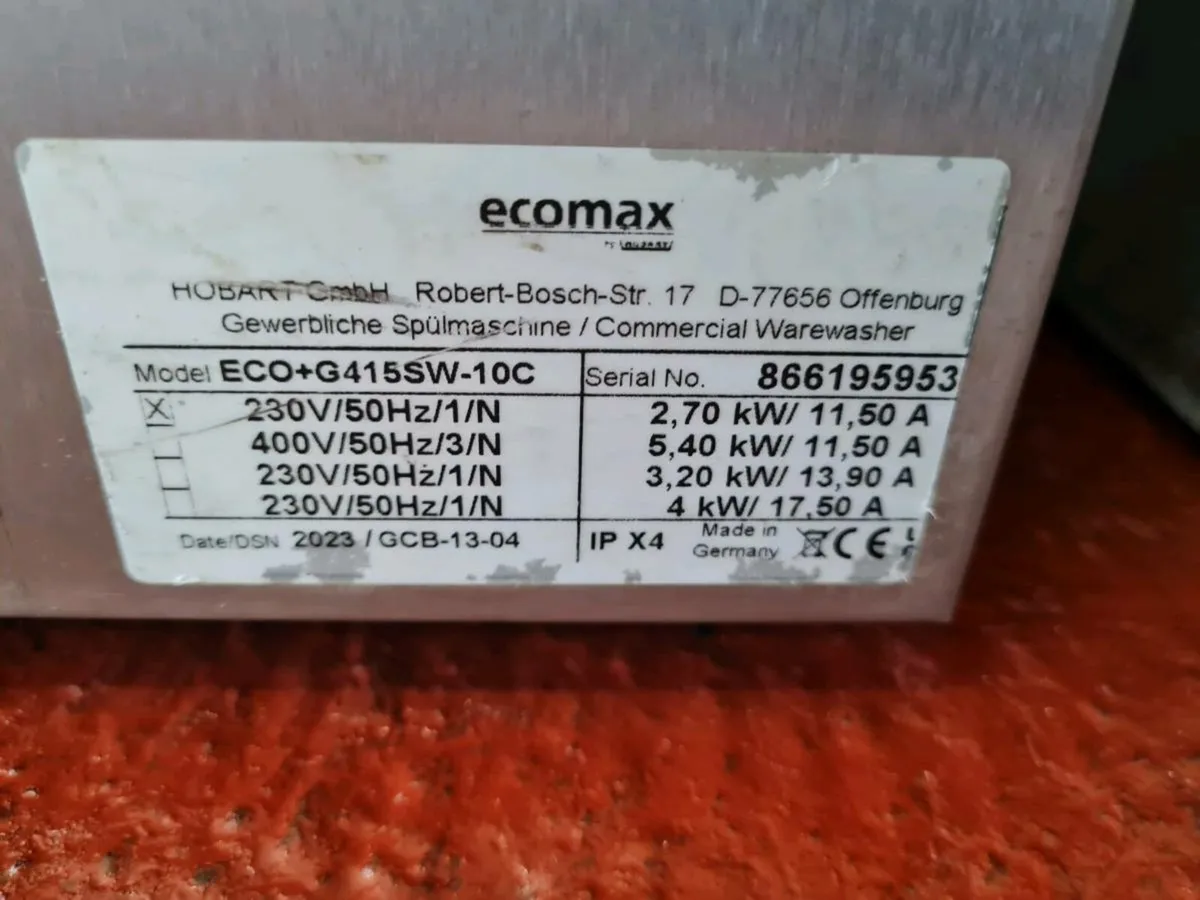 ecomax
by HOBART
HOBART GmbH Robert-Bosch-Str. 17 D-77656 Offenburg
Gewerbliche Spülmaschine / Commercial Warewasher
Model ECO+G415SW-10C Serial No. 866195953
X 230V/50Hz/1/N 2,70 kW/ 11,50 A
400V/50Hz/3/N 5,40 kW/ 11,50 A
230V/50Hz/1/N 3,20 kW/ 13,90 A
230V/50Hz/1/N 4 kW/ 17,50 A
Date/DSN 2023 / GCB-13-04 IP X4 Made in Germany CE